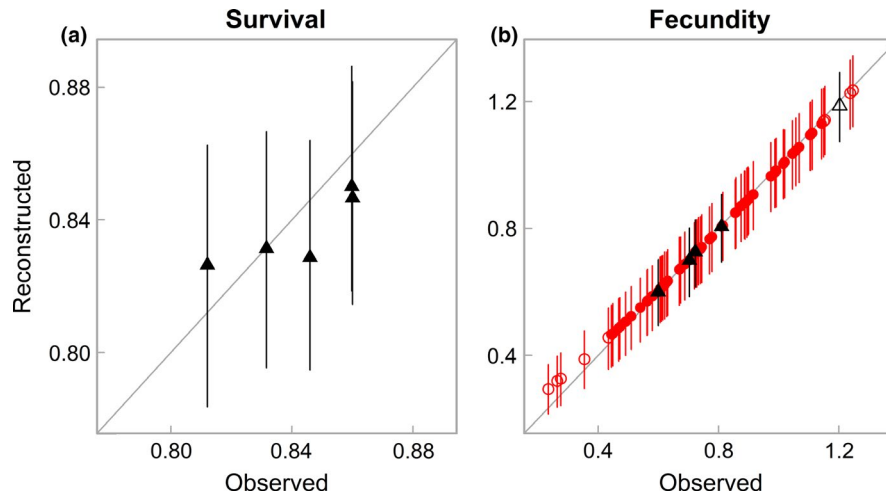 (a) Survival
(b) Fecundity
Reconstructed
0.88
0.84
0.80
0.80 0.84 0.88
Observed
1.2
0.8
0.4
0.4 0.8 1.2
Observed